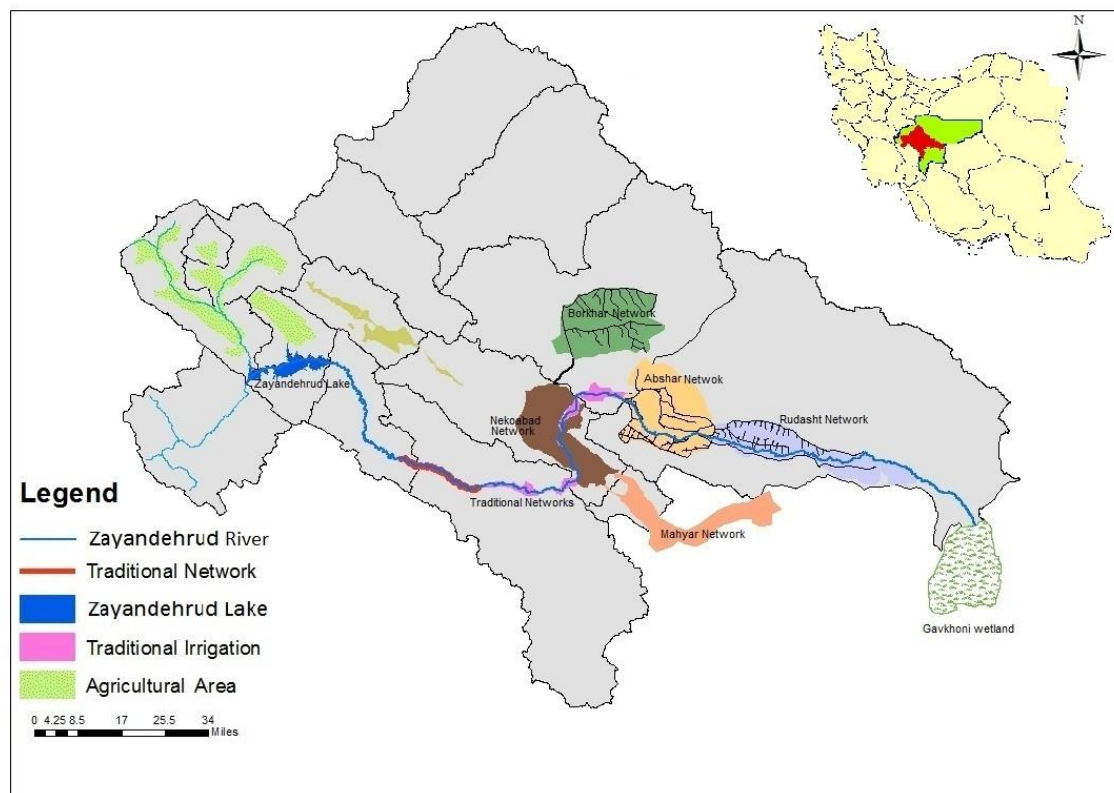 N
Borkhar Network
Abshar Netwok
Zayandehrud Lake
Nekoabad
Network
Rudasht Network
Traditional Networks
Mahyar Network
Gavkhoni wetland
Legend
Zayandehrud River
Traditional Network
Zayandehrud Lake
Traditional Irrigation
Agricultural Area
0 4.25 8.5 17 25.5 34
Miles